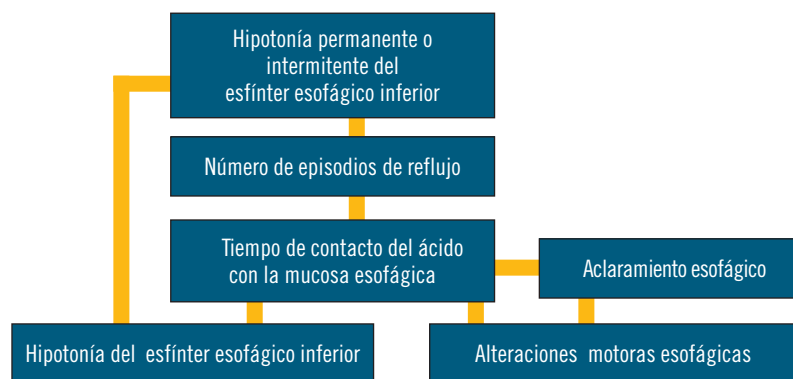 Hipotonía permanente o
intermitente del
esfínter esofágico inferior
Número de episodios de reflujo
Tiempo de contacto del ácido
con la mucosa esofágica
Aclaramiento esofágico
Hipotonía del esfínter esofágico inferior
Alteraciones motoras esofágicas